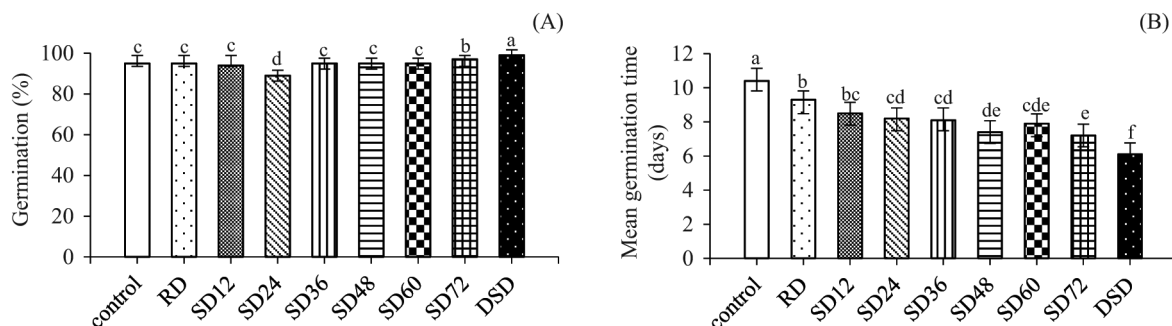 (A)
Germination (%)
100
80
60
40
20
0
c c c d c c c b a
control RD SD12 SD24 SD36 SD48 SD60 SD72 DSD
(B)
Mean germination time
(days)
12
10
8
6
4
2
0
a b bc cd cd de cde e f
control RD SD12 SD24 SD36 SD48 SD60 SD72 DSD